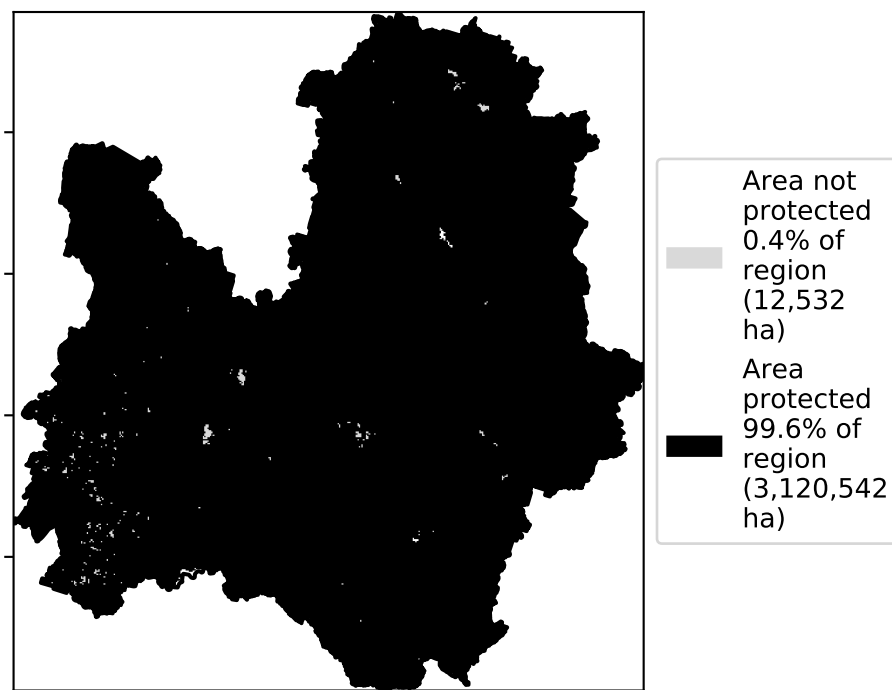 Area not
protected
0.4% of
region
(12,532
ha)
Area
protected
99.6% of
region
(3,120,542
ha)